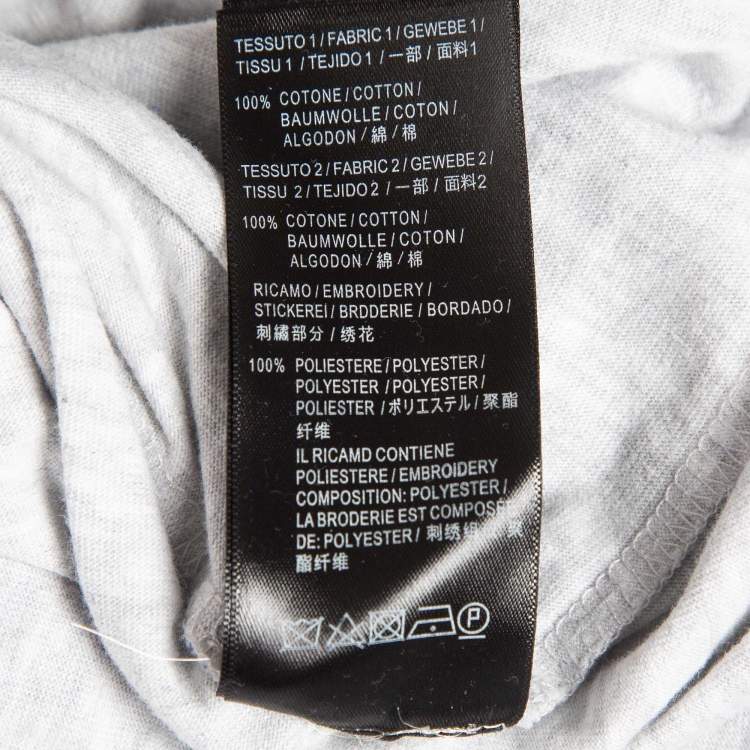 TESSUTO 1 / FABRIC 1 / GEWEBE 1 /
TISSU 1 / TEJIDO 1 / 一部 / 面料1
100% COTONE / COTTON /
BAUMWOLLE / COTON /
ALGODON / 綿 / 棉
TESSUTO 2 / FABRIC 2 / GEWEBE 2 /
TISSU 2 / TEJIDO 2 / 一部 / 面料2
100% COTONE / COTTON /
BAUMWOLLE / COTON /
ALGODON / 綿 / 棉
RICAMO / EMBROIDERY /
STICKEREI / BRDDERIE / BORDADO /
刺繍部分 / 绣花
100% POLIESTERE / POLYESTER /
POLYESTER / POLYESTER /
POLIESTER / ポリエステル / 聚酯
纤维
IL RICAMD CONTIENE
POLIESTERE / EMBROIDERY
COMPOSITION: POLYESTER /
LA BRODERIE EST COMPOSÉE
DE: POLYESTER / 刺绣组 聚
酯纤维
P